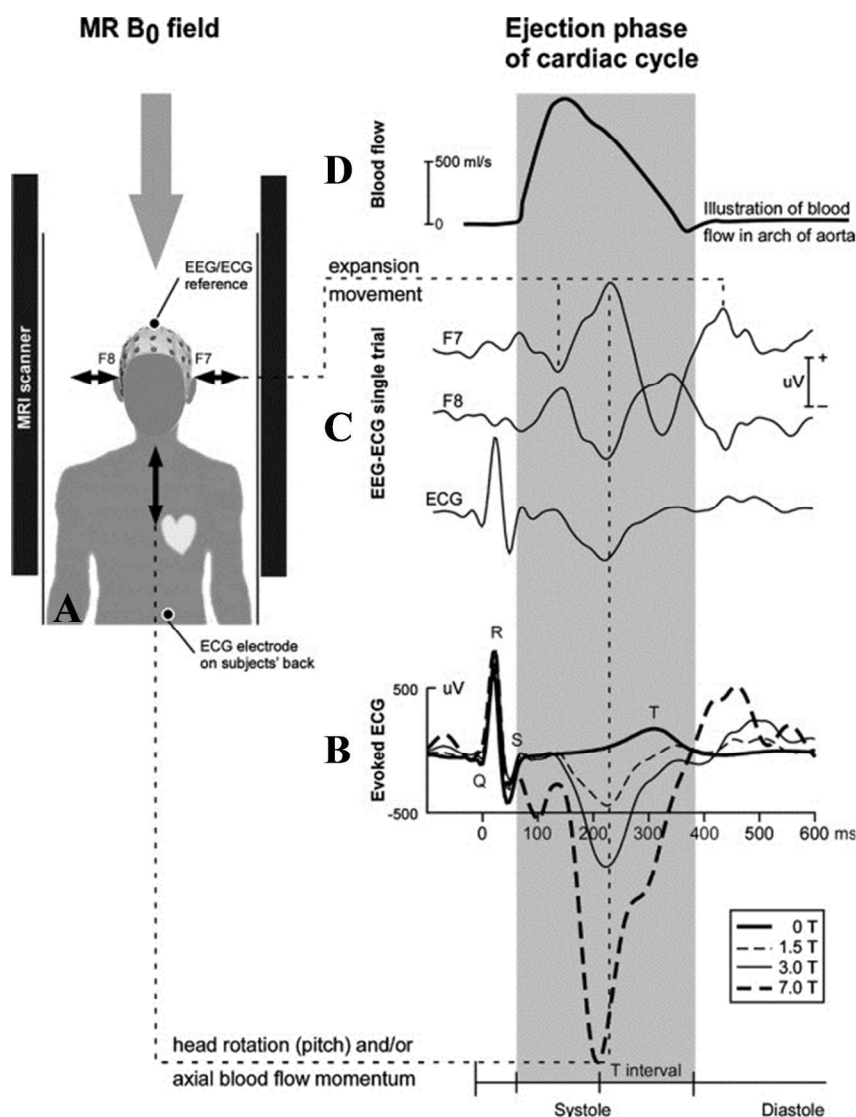 MR B0 field
Ejection phase
of cardiac cycle
D
Blood flow
500 ml/s
0
Illustration of blood
flow in arch of aorta
MRI scanner
EEG/ECG
reference
F8
F7
expansion
movement
C
EEG-ECG single trial
F7
F8
ECG
+
uV
–
A
ECG electrode
on subjects' back
B
Evoked ECG
uV
500
-500
R
Q
S
T
0
100
200
300
400
500
600 ms
0 T
1.5 T
3.0 T
7.0 T
head rotation (pitch) and/or
axial blood flow momentum
T interval
Systole
Diastole